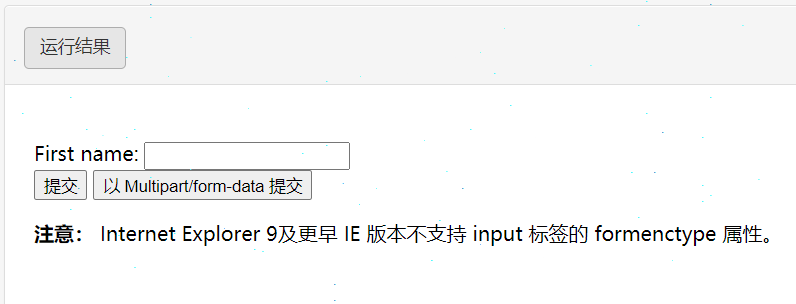 运行结果
First name:
提交 以 Multipart/form-data 提交
注意： Internet Explorer 9及更早 IE 版本不支持 input 标签的 formenctype 属性。